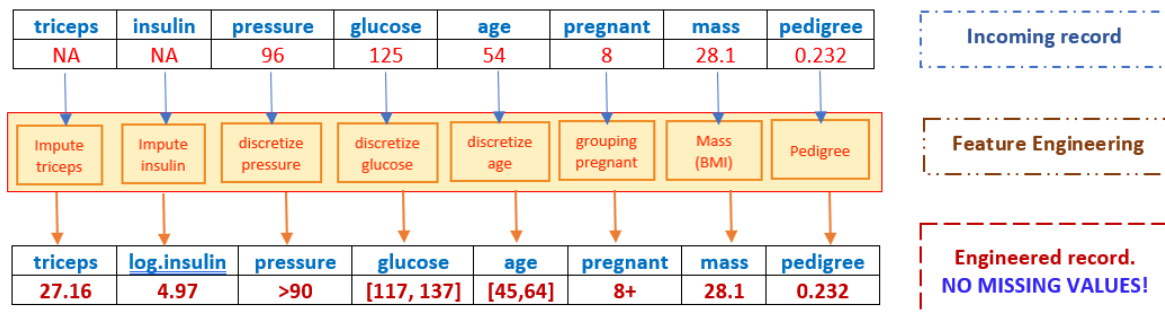 triceps insulin pressure glucose age pregnant mass pedigree
NA NA 96 125 54 8 28.1 0.232
Incoming record
Impute
triceps
Impute
insulin
discretize
pressure
discretize
glucose
discretize
age
grouping
pregnant
Mass
(BMI)
Pedigree
Feature Engineering
triceps log.insulin pressure glucose age pregnant mass pedigree
27.16 4.97 >90 [117, 137] [45,64] 8+ 28.1 0.232
Engineered record.
NO MISSING VALUES!